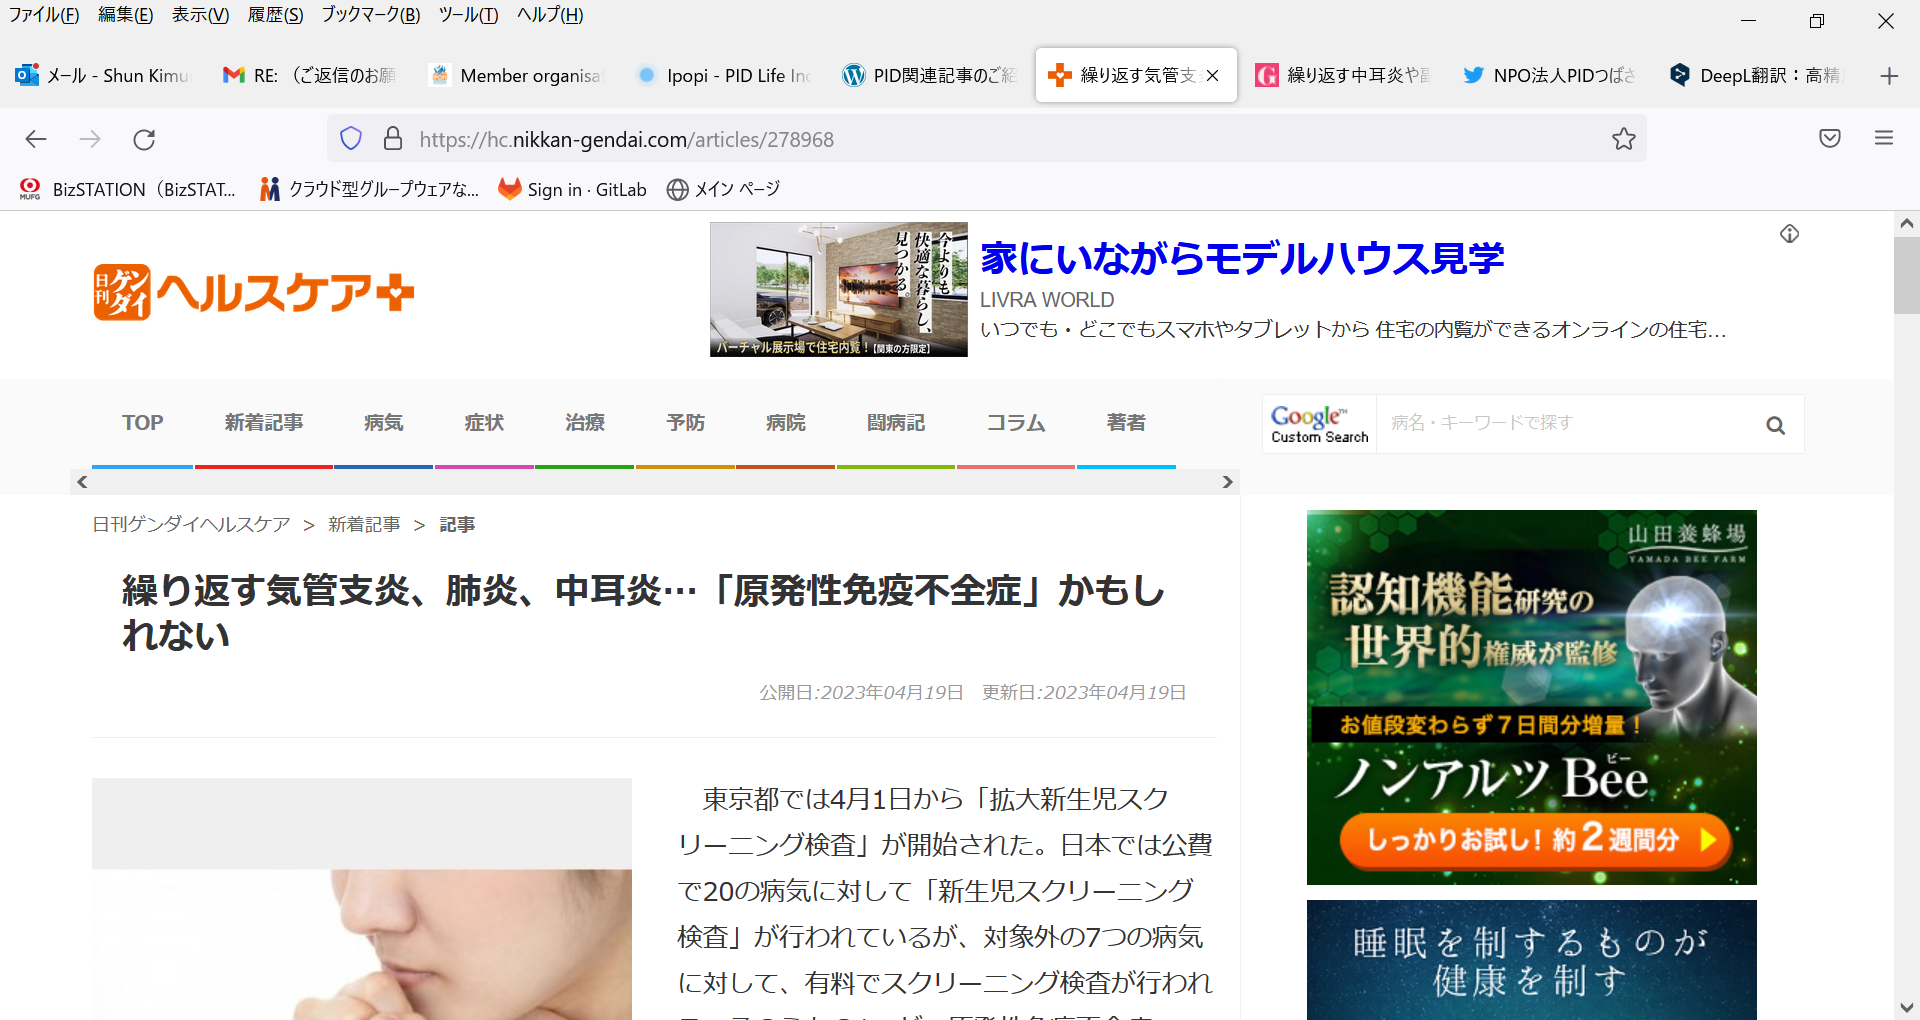 ファイル(F) 編集(E) 表示(V) 履歴(S) ブックマーク(B) ツール(T) ヘルプ(H)
メール - Shun Kimu
RE: （ご返信のお願
Member organisa
Ipopi - PID Life Inc
PID関連記事のご紹
繰り返す気管支
繰り返す中耳炎や副
NPO法人PIDつばさ
DeepL翻訳：高精
https://hc.nikkan-gendai.com/articles/278968
MUFG
BizSTATION（BizSTAT...
クラウド型グループウェアな...
Sign in · GitLab
メイン ページ
日刊ゲンダイ ヘルスケア
今よりも
快適な暮らし、
見つかる。
バーチャル展示場で住宅内覧！【関東の方限定】
家にいながらモデルハウス見学
LIVRA WORLD
いつでも・どこでもスマホやタブレットから 住宅の内覧ができるオンラインの住宅...
TOP 新着記事 病気 症状 治療 予防 病院 闘病記 コラム 著者
Google™
Custom Search
病名・キーワードで探す
日刊ゲンダイヘルスケア > 新着記事 > 記事
繰り返す気管支炎、肺炎、中耳炎…「原発性免疫不全症」かもし
れない
公開日:2023年04月19日 更新日:2023年04月19日
東京都では4月1日から「拡大新生児スク
リーニング検査」が開始された。日本では公費
で20の病気に対して「新生児スクリーニング
検査」が行われているが、対象外の7つの病気
に対して、有料でスクリーニング検査が行われ
山田養蜂場
YAMADA BEE FARM
認知機能研究の
世界的権威が監修
お値段変わらず7日間分増量！
ビー
ノンアルツ Bee
しっかりお試し！約2週間分
睡眠を制するものが
健康を制す